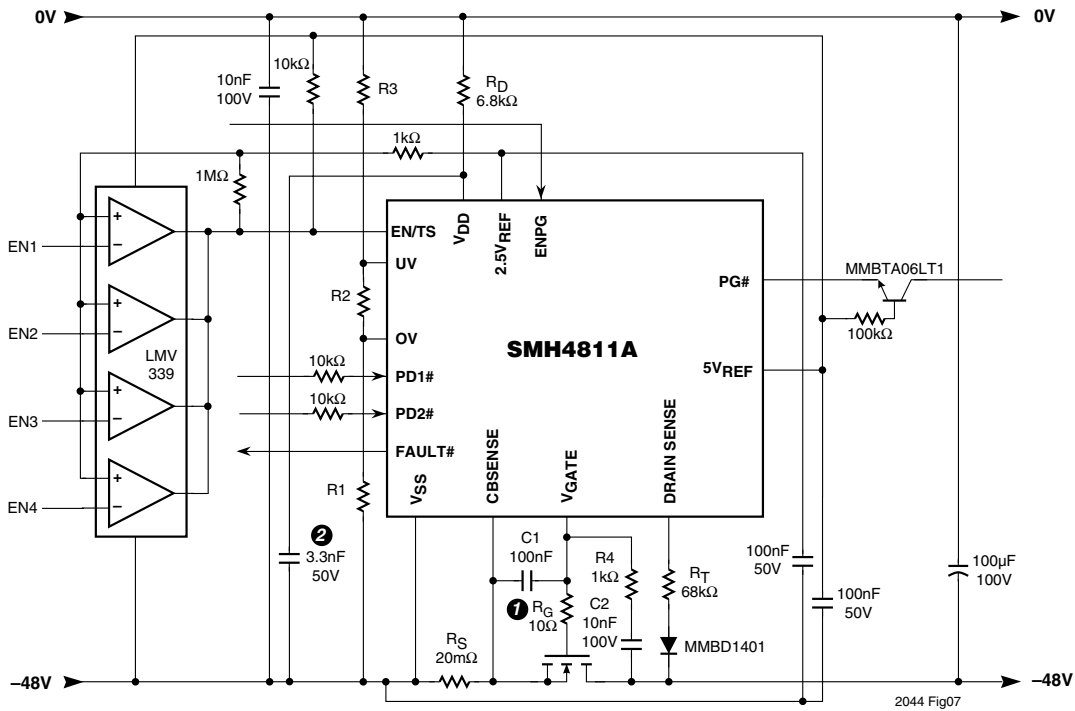 0V
0V
10kΩ
10nF
100V
R3
RD
6.8kΩ
1kΩ
1MΩ
+
−
EN1
+
−
EN2
LMV
339
+
−
EN3
+
−
EN4
EN/TS
VDD
2.5VREF
ENPG
UV
R2
OV
10kΩ
PD1#
10kΩ
PD2#
FAULT#
R1
SMH4811A
PG#
MMBTA06LT1
100kΩ
5VREF
VSS
CBSENSE
VGATE
DRAIN SENSE
2
3.3nF
50V
C1
100nF
1
RG
10Ω
R4
1kΩ
C2
10nF
100V
RT
68kΩ
MMBD1401
100nF
50V
100nF
50V
100µF
100V
RS
20mΩ
–48V
–48V
2044 Fig07